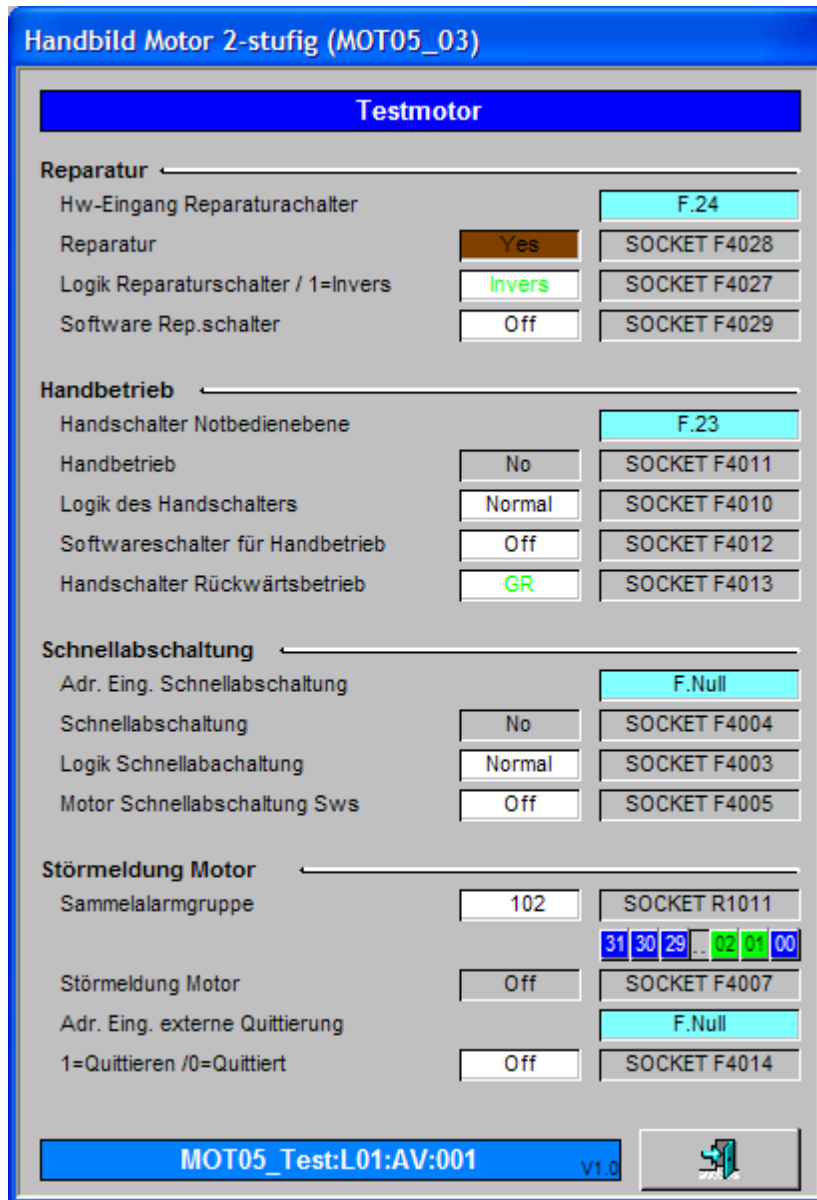 Handbild Motor 2-stufig (MOT05_03)
Testmotor
Reparatur
Hw-Eingang Reparaturachalter F.24
Reparatur Yes SOCKET F4028
Logik Reparaturschalter / 1=Invers Invers SOCKET F4027
Software Rep.schalter Off SOCKET F4029
Handbetrieb
Handschalter Notbedienebene F.23
Handbetrieb No SOCKET F4011
Logik des Handschalters Normal SOCKET F4010
Softwareschalter für Handbetrieb Off SOCKET F4012
Handschalter Rückwärtsbetrieb GR SOCKET F4013
Schnellabschaltung
Adr. Eing. Schnellabschaltung F.Null
Schnellabschaltung No SOCKET F4004
Logik Schnellabachaltung Normal SOCKET F4003
Motor Schnellabschaltung Sws Off SOCKET F4005
Störmeldung Motor
Sammelalarmgruppe 102 SOCKET R1011
31 30 29 .. 02 01 00
Störmeldung Motor Off SOCKET F4007
Adr. Eing. externe Quittierung F.Null
1=Quittieren /0=Quittiert Off SOCKET F4014
MOT05_Test:L01:AV:001 V1.0